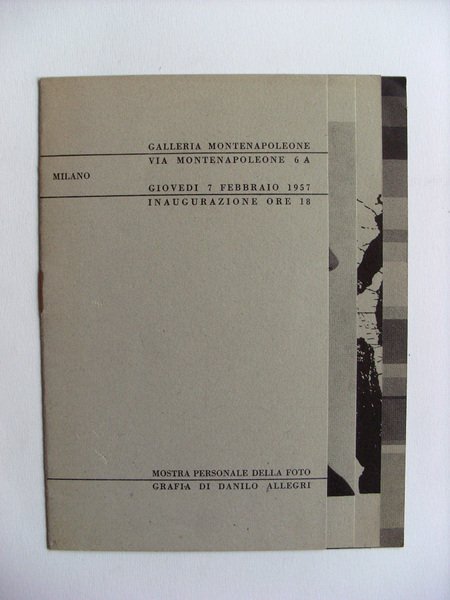 GALLERIA MONTENAPOLEONE
VIA MONTENAPOLEONE 6 A
MILANO
GIOVEDI 7 FEBBRAIO 1957
INAUGURAZIONE ORE 18
MOSTRA PERSONALE DELLA FOTO
GRAFIA DI DANILO ALLEGRI